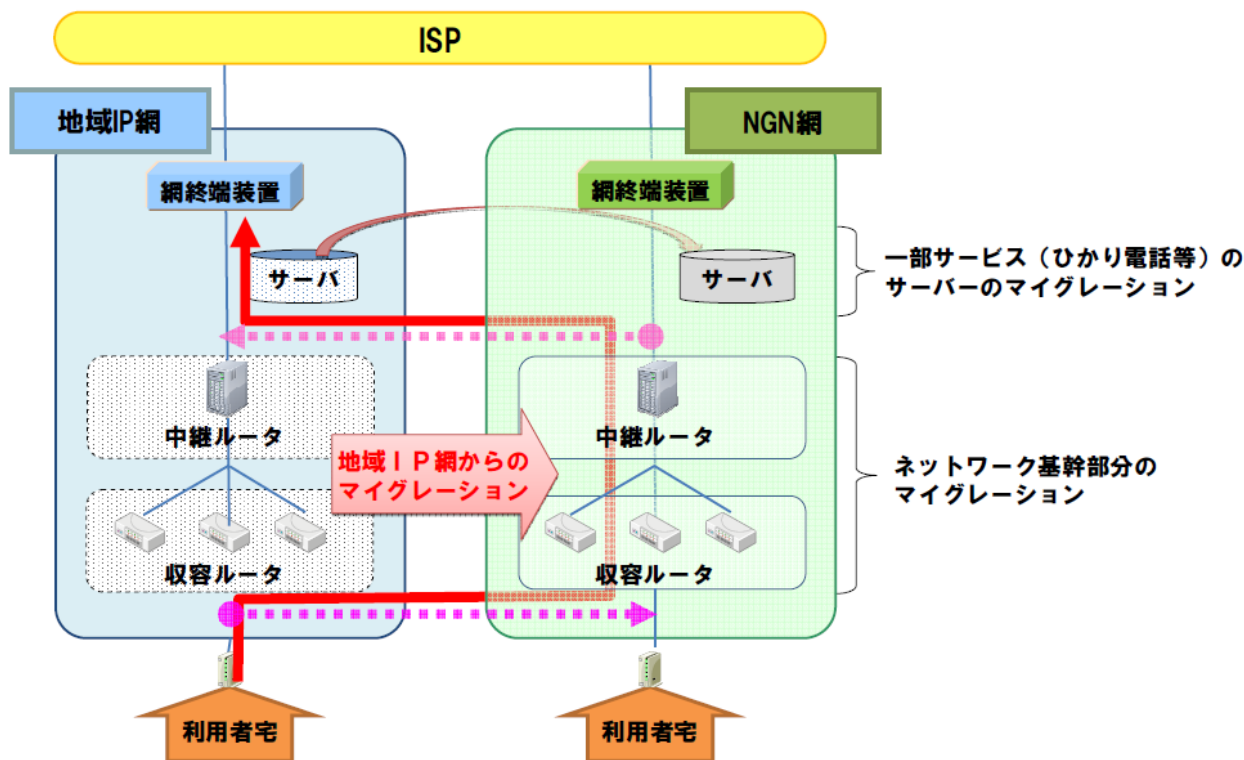 ISP
地域IP網
NGN網
網終端装置
網終端装置
サーバ
サーバ
一部サービス（ひかり電話等）の
サーバーのマイグレーション
中継ルータ
中継ルータ
地域ＩＰ網からの
マイグレーション
ネットワーク基幹部分の
マイグレーション
収容ルータ
収容ルータ
利用者宅
利用者宅